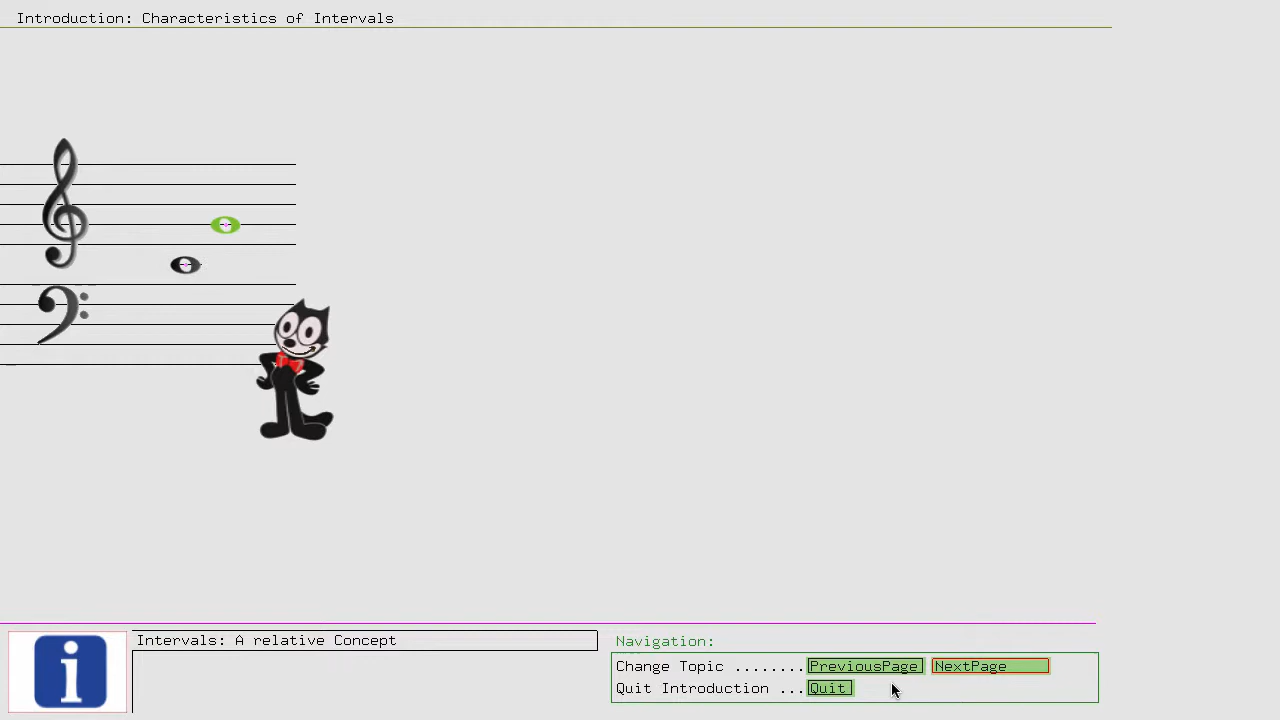 Introduction: Characteristics of Intervals
Intervals: A relative Concept
Navigation:
Change Topic ........ PreviousPage NextPage
Quit Introduction ... Quit